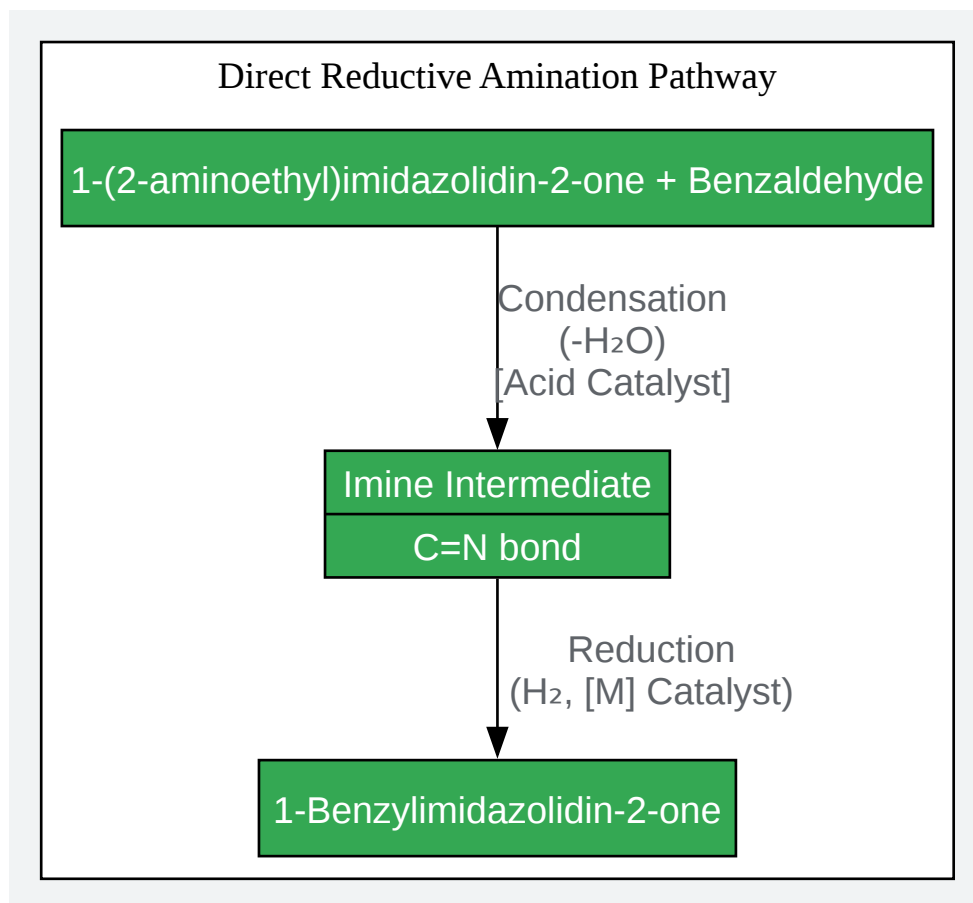 Direct Reductive Amination Pathway
1-(2-aminoethyl)imidazolidin-2-one + Benzaldehyde
Condensation
(-H₂O)
[Acid Catalyst]
Imine Intermediate
C=N bond
Reduction
(H₂, [M] Catalyst)
1-Benzylimidazolidin-2-one